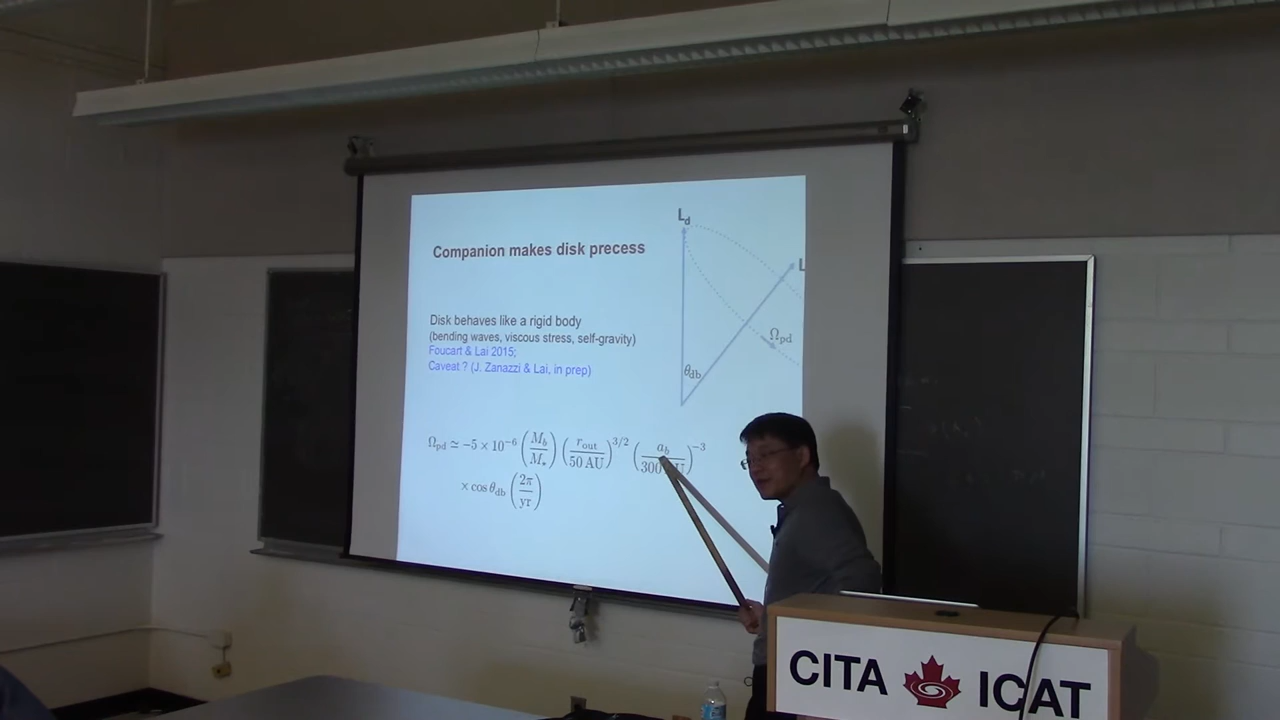 Companion makes disk precess
Disk behaves like a rigid body
(bending waves, viscous stress, self-gravity)
Foucart & Lai 2015;
Caveat ? (J. Zanazzi & Lai, in prep)
L_d
L
Ω_pd
θ_db
Ω_pd ≃ −5 × 10^−6 (M_b/M_*) (r_out/50 AU)^3/2 (a_b/300 AU)^−3
× cos θ_db (2π/yr)
CITA ICAT